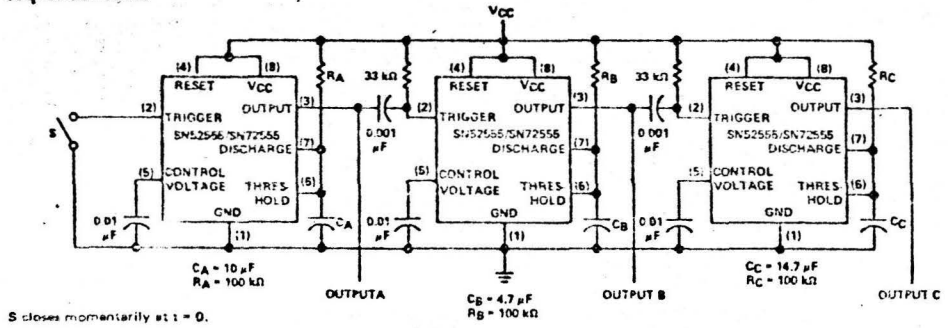 VCC
(4) (8)
RESET VCC
RA
33 kΩ
(4) (8)
RESET VCC
RB
33 kΩ
(4) (8)
RESET VCC
RC
S
(2)
TRIGGER
OUTPUT
(3)
0.001
µF
(2)
TRIGGER
OUTPUT
(3)
0.001
µF
(2)
TRIGGER
OUTPUT
(3)
SN52555/SN72555
DISCHARGE
(7)
SN52555/SN72555
DISCHARGE
(7)
SN52555/SN72555
DISCHARGE
(7)
(5)
CONTROL
VOLTAGE
THRES-
HOLD
(6)
(5)
CONTROL
VOLTAGE
THRES-
HOLD
(6)
(5)
CONTROL
VOLTAGE
THRES-
HOLD
(6)
0.01
µF
GND
(1)
CA
0.01
µF
GND
(1)
CB
0.01
µF
GND
(1)
CC
CA = 10 µF
RA = 100 kΩ
OUTPUT A
CB = 4.7 µF
RB = 100 kΩ
OUTPUT B
CC = 14.7 µF
RC = 100 kΩ
OUTPUT C
S closes momentarily at t = 0.